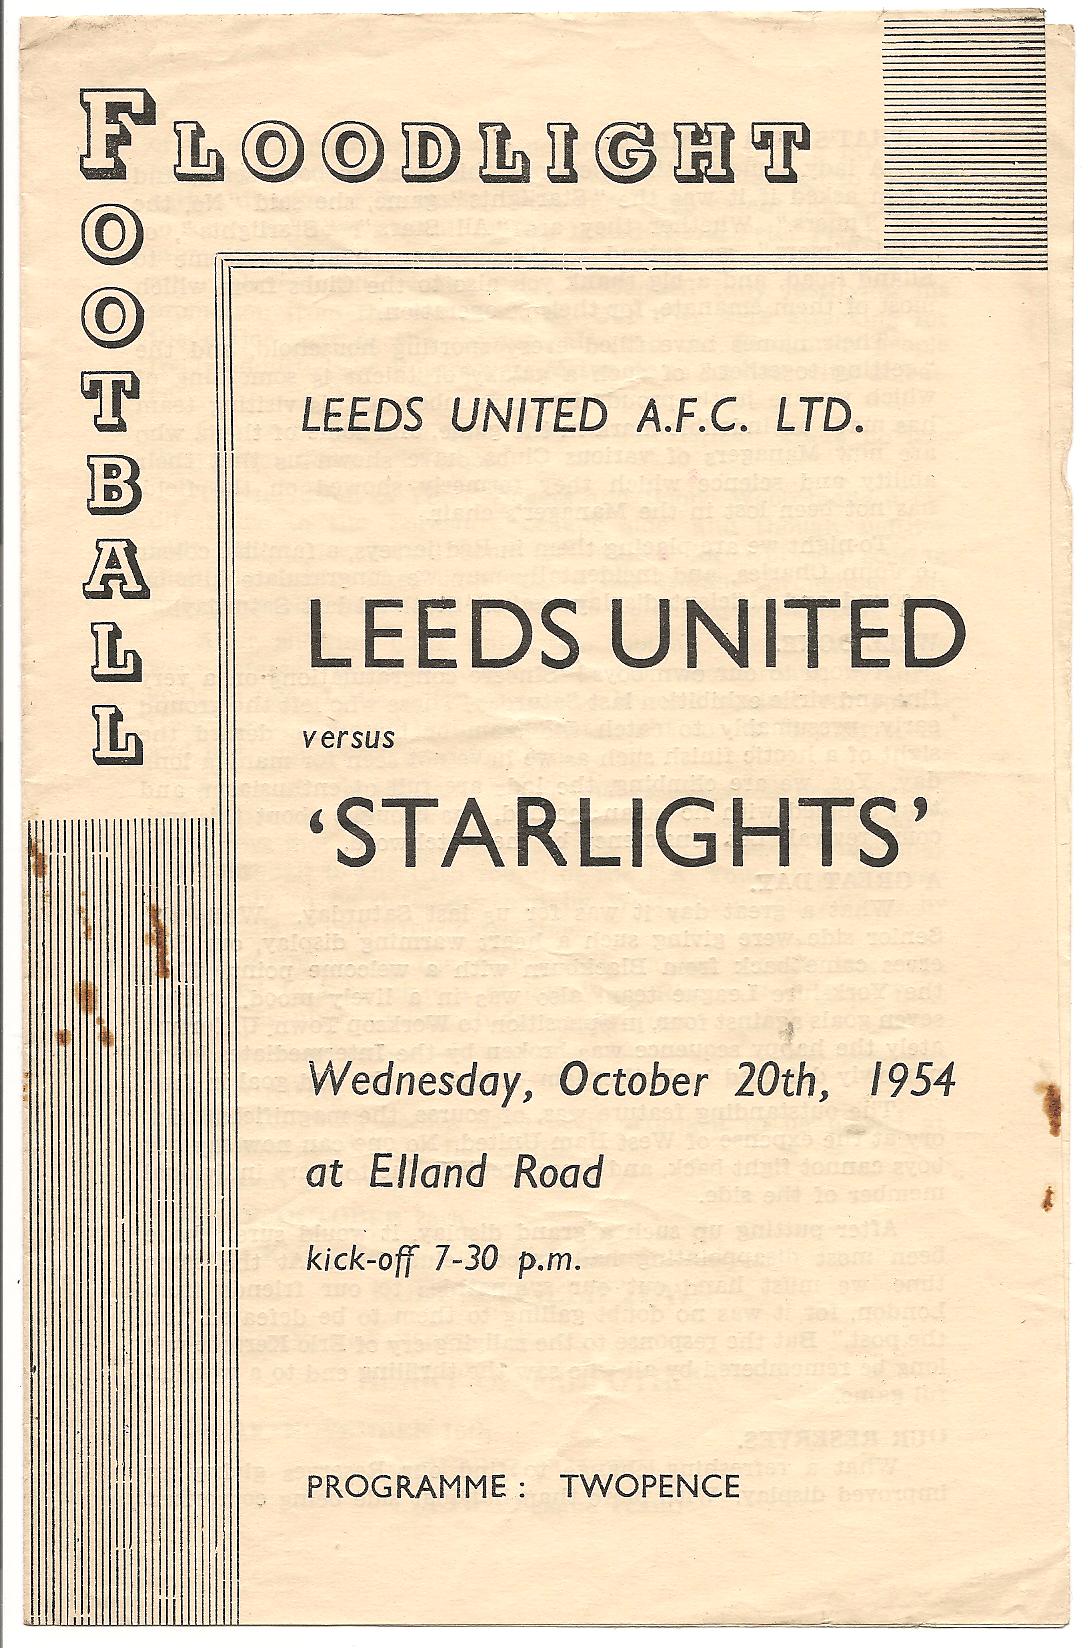 FLOODLIGHT
FOOTBALL
LEEDS UNITED A.F.C. LTD.
LEEDS UNITED
versus
'STARLIGHTS'
Wednesday, October 20th, 1954
at Elland Road
kick-off 7-30 p.m.
PROGRAMME : TWOPENCE